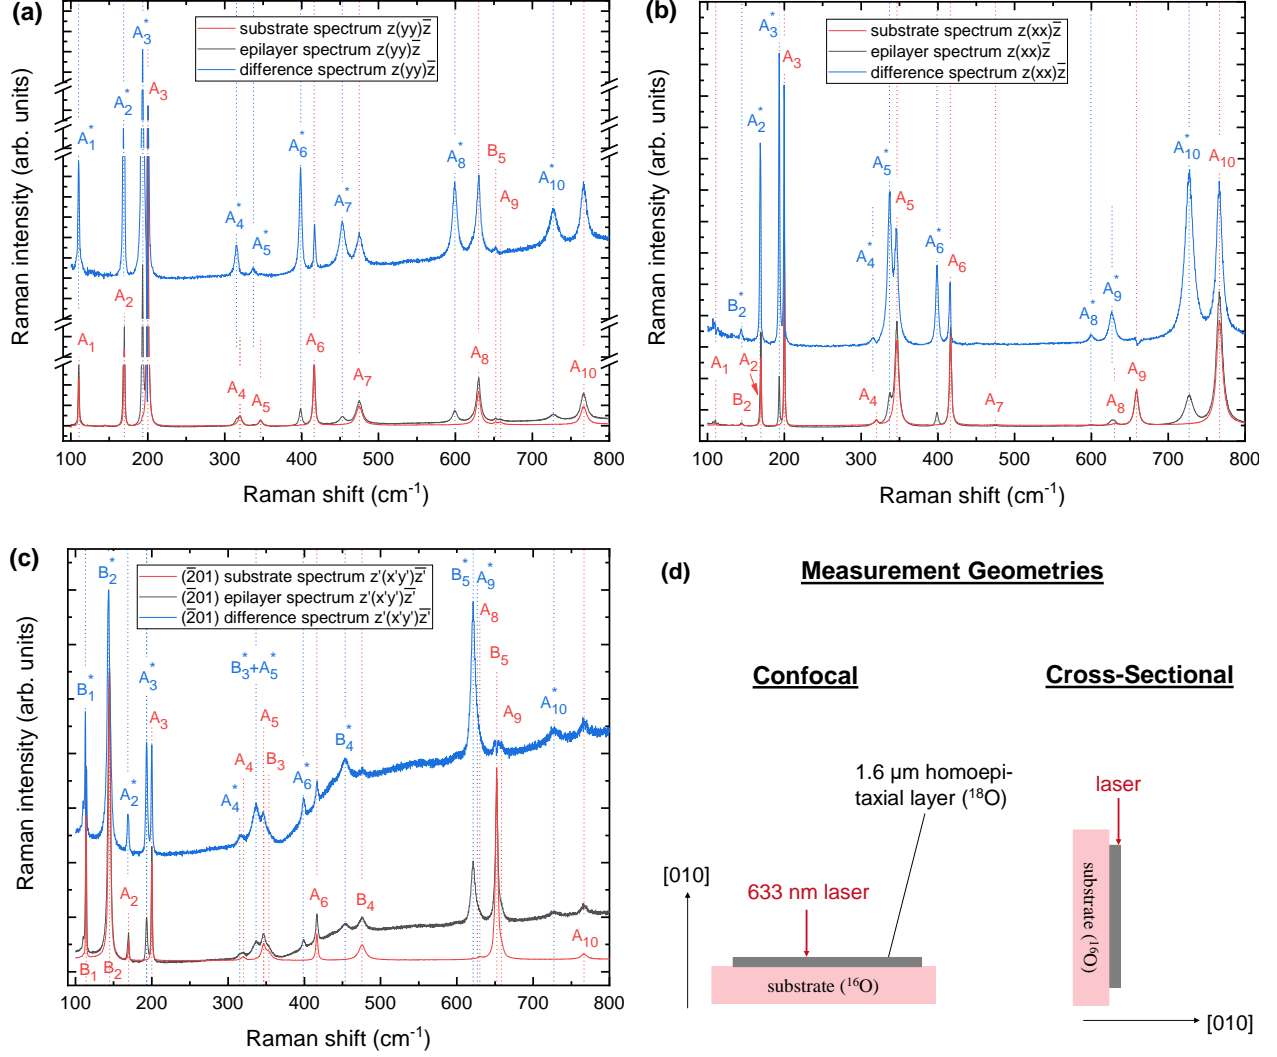 (a)
substrate spectrum z(yy)z̅
epilayer spectrum z(yy)z̅
difference spectrum z(yy)z̅
A1*
A2*
A3*
A3
A4*
A5*
A6*
A7*
A8*
B5
A9
A10*
A1
A2
A4
A5
A6
A7
A8
A10
Raman intensity (arb. units)
100 200 300 400 500 600 700 800
Raman shift (cm⁻¹)
(b)
substrate spectrum z(xx)z̅
epilayer spectrum z(xx)z̅
difference spectrum z(xx)z̅
A3*
A3
A2*
A5*
A5
A4*
A6*
A6
B2*
A8*
A9*
A10*
A10
A1
A2
B2
A4
A7
A8
A9
Raman intensity (arb. units)
100 200 300 400 500 600 700 800
Raman shift (cm⁻¹)
(c)
(2̅01) substrate spectrum z'(x'y')z̅'
(2̅01) epilayer spectrum z'(x'y')z̅'
(2̅01) difference spectrum z'(x'y')z̅'
B2*
B1*
A3*
A3
A2*
B3*+A5*
A5
A4
B3
A4*
A6*
B4*
B5*
A9*
A8
B5
A9
A10*
A2
A6
B4
B1
B2
A10
Raman intensity (arb. units)
100 200 300 400 500 600 700 800
Raman shift (cm⁻¹)
(d)
Measurement Geometries
Confocal
Cross-Sectional
1.6 µm homoepi-
taxial layer (¹⁸O)
laser
[010]
633 nm laser
substrate (¹⁶O)
substrate (¹⁶O)
[010]